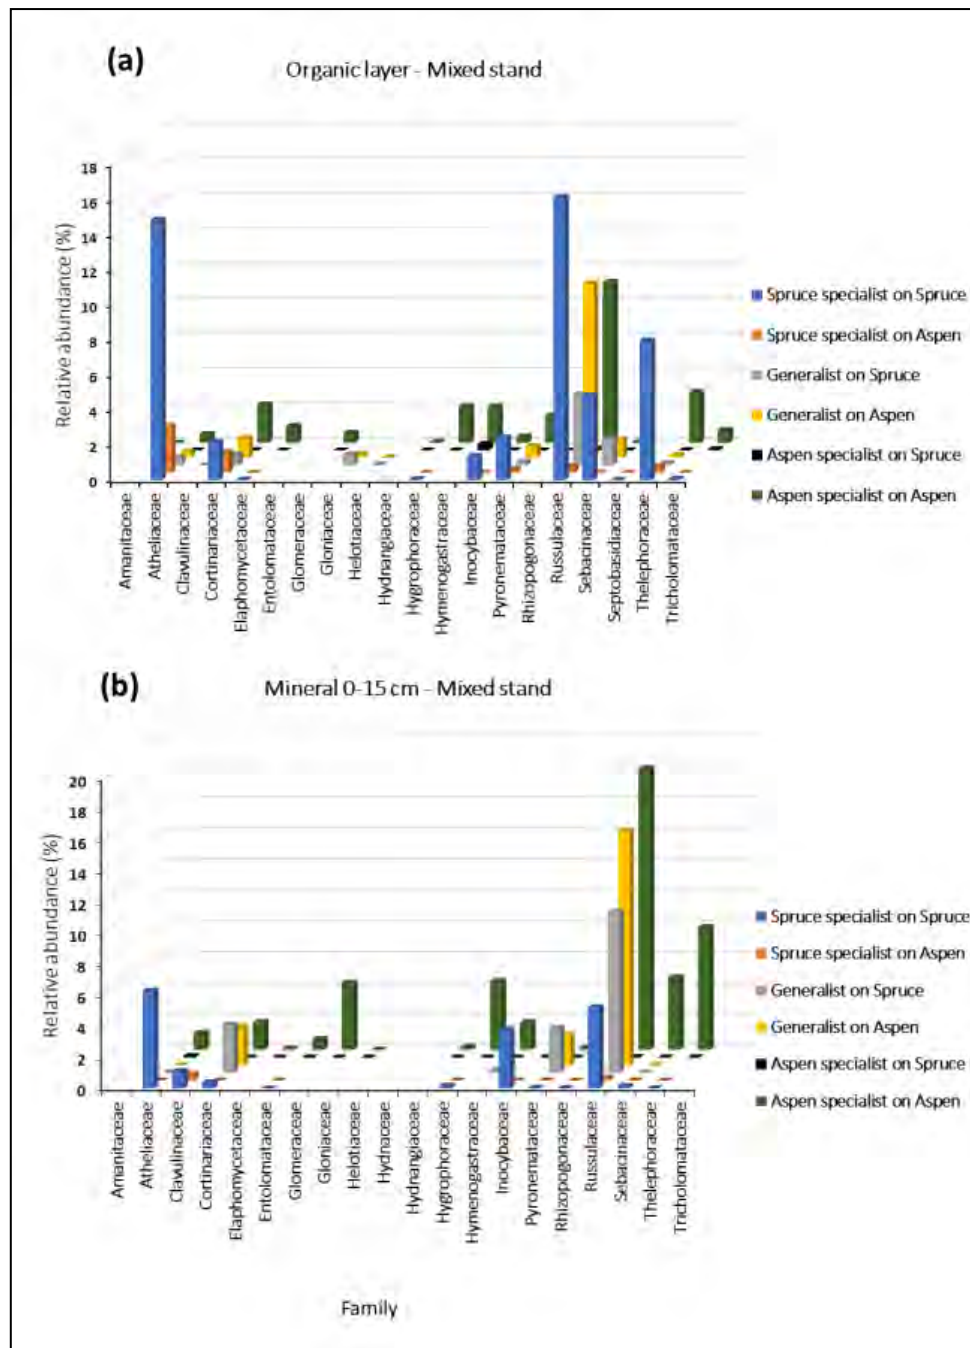 (a)
Organic layer - Mixed stand
Relative abundance (%)
18
16
14
12
10
8
6
4
2
0
Amanitaceae
Atheliaceae
Clavulinaceae
Cortinariaceae
Elaphomycetaceae
Entolomataceae
Glomeraceae
Gloniaceae
Helotiaceae
Hydnangiaceae
Hygrophoraceae
Hymenogastraceae
Inocybaceae
Pyronemataceae
Rhizopogonaceae
Russulaceae
Sebacinaceae
Septobasidiaceae
Thelephoraceae
Tricholomataceae
Spruce specialist on Spruce
Spruce specialist on Aspen
Generalist on Spruce
Generalist on Aspen
Aspen specialist on Spruce
Aspen specialist on Aspen
(b)
Mineral 0-15 cm - Mixed stand
Relative abundance (%)
20
18
16
14
12
10
8
6
4
2
0
Amanitaceae
Atheliaceae
Clavulinaceae
Cortinariaceae
Elaphomycetaceae
Entolomataceae
Glomeraceae
Gloniaceae
Helotiaceae
Hydnaceae
Hydnangiaceae
Hygrophoraceae
Hymenogastraceae
Inocybaceae
Pyronemataceae
Rhizopogonaceae
Russulaceae
Sebacinaceae
Thelephoraceae
Tricholomataceae
Spruce specialist on Spruce
Spruce specialist on Aspen
Generalist on Spruce
Generalist on Aspen
Aspen specialist on Spruce
Aspen specialist on Aspen
Family